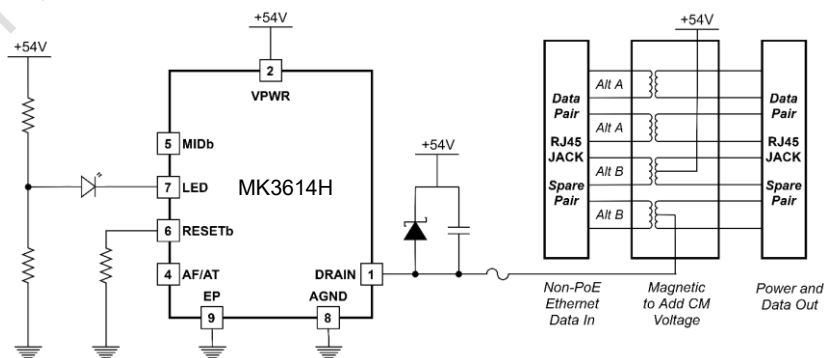 +54V
+54V
+54V
+54V
2
VPWR
5
MIDb
7
LED
6
RESETb
4
AF/AT
MK3614H
DRAIN
1
EP
9
AGND
8
Data
Pair
RJ45
JACK
Spare
Pair
Alt A
Alt A
Alt B
Alt B
Data
Pair
RJ45
JACK
Spare
Pair
Non-PoE
Ethernet
Data In
Magnetic
to Add CM
Voltage
Power and
Data Out